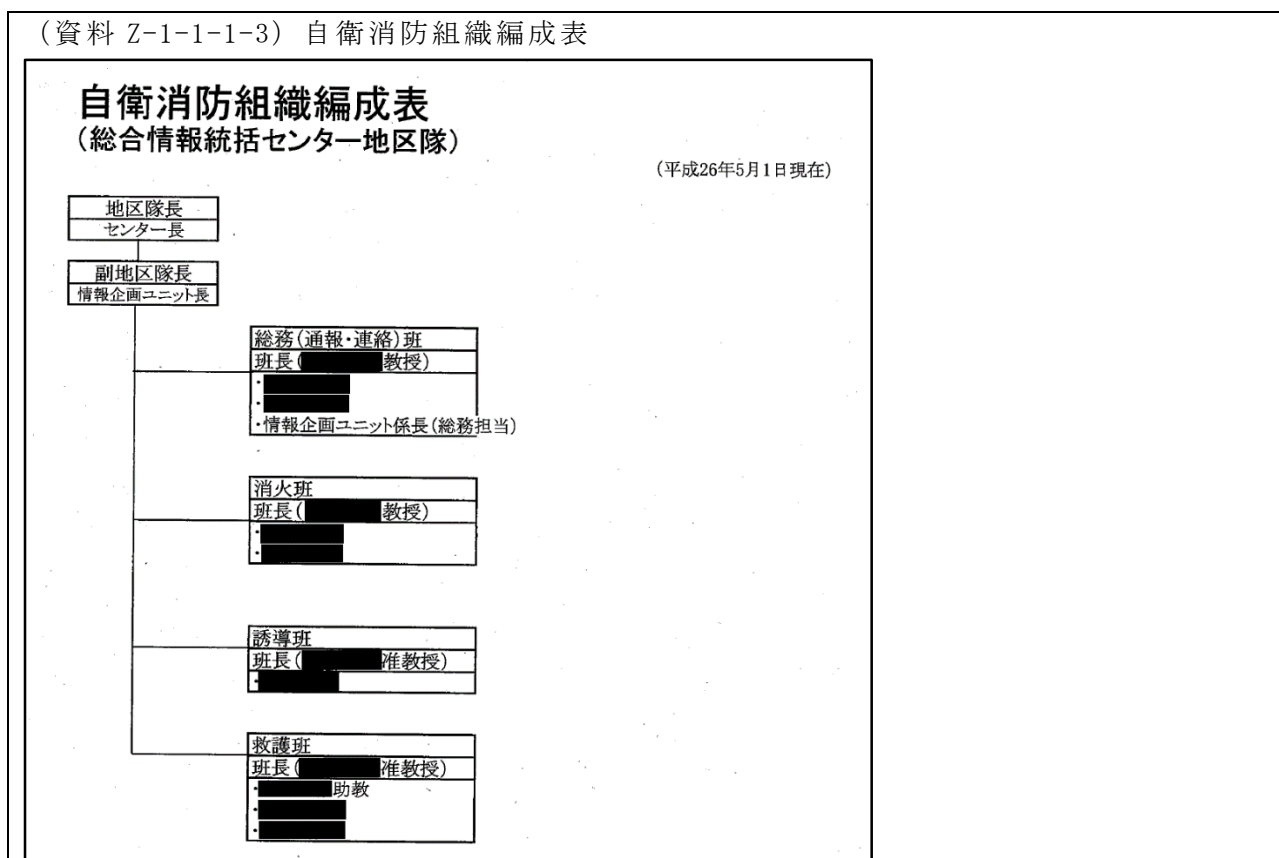 (資料 Z-1-1-1-3) 自衛消防組織編成表
自衛消防組織編成表
(総合情報統括センター地区隊)
(平成26年5月1日現在)
地区隊長
センター長
副地区隊長
情報企画ユニット長
総務(通報・連絡)班
班長( 教授)
・
・
・情報企画ユニット係長(総務担当)
消火班
班長( 教授)
・
・
誘導班
班長( 准教授)
・
救護班
班長( 准教授)
・ 助教
・
・